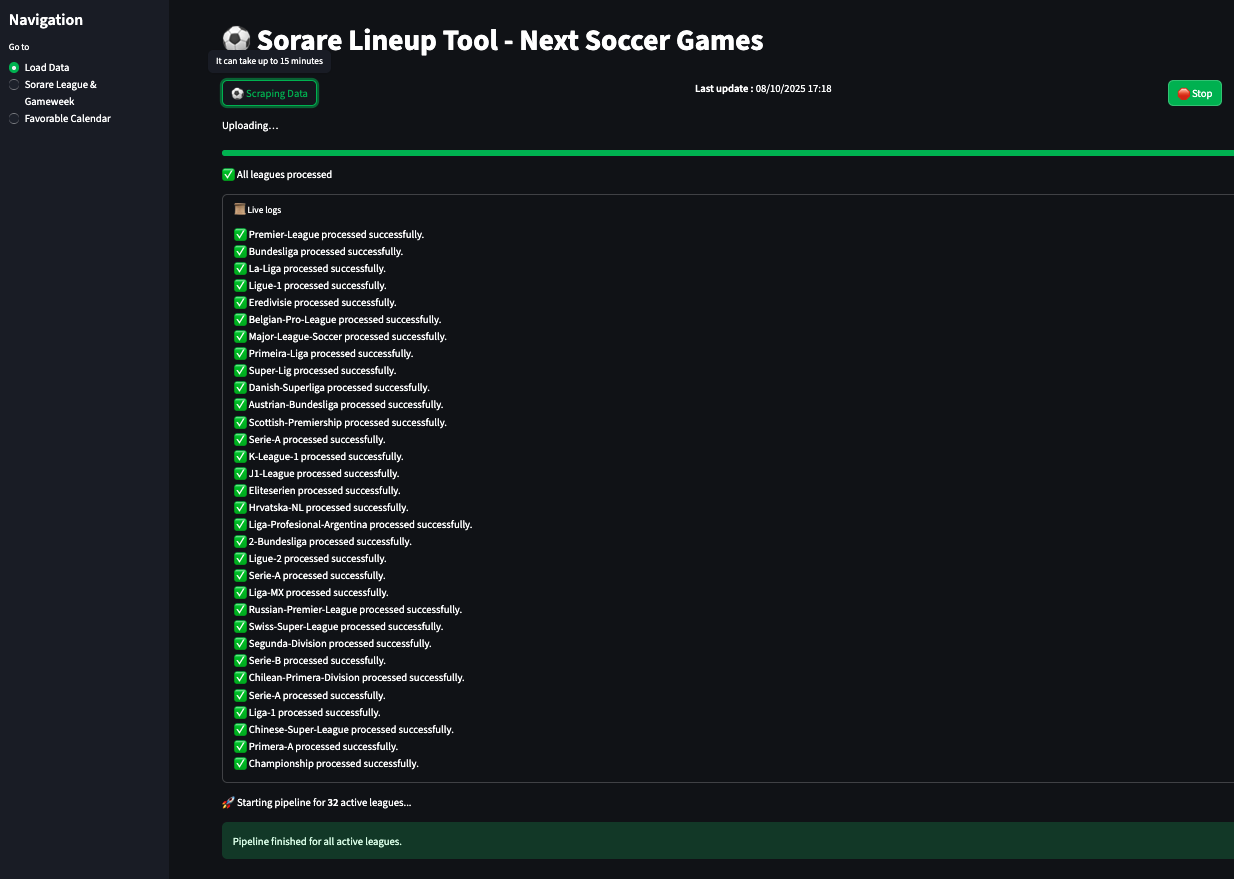 Navigation
Go to
Load Data
Sorare League &
Gameweek
Favorable Calendar
Sorare Lineup Tool - Next Soccer Games
It can take up to 15 minutes
Scraping Data
Last update : 08/10/2025 17:18
Stop
Uploading...
All leagues processed
Live logs
Premier-League processed successfully.
Bundesliga processed successfully.
La-Liga processed successfully.
Ligue-1 processed successfully.
Eredivisie processed successfully.
Belgian-Pro-League processed successfully.
Major-League-Soccer processed successfully.
Primeira-Liga processed successfully.
Super-Lig processed successfully.
Danish-Superliga processed successfully.
Austrian-Bundesliga processed successfully.
Scottish-Premiership processed successfully.
Serie-A processed successfully.
K-League-1 processed successfully.
J1-League processed successfully.
Eliteserien processed successfully.
Hrvatska-NL processed successfully.
Liga-Profesional-Argentina processed successfully.
2-Bundesliga processed successfully.
Ligue-2 processed successfully.
Serie-A processed successfully.
Liga-MX processed successfully.
Russian-Premier-League processed successfully.
Swiss-Super-League processed successfully.
Segunda-Division processed successfully.
Serie-B processed successfully.
Chilean-Primera-Division processed successfully.
Serie-A processed successfully.
Liga-1 processed successfully.
Chinese-Super-League processed successfully.
Primera-A processed successfully.
Championship processed successfully.
Starting pipeline for 32 active leagues...
Pipeline finished for all active leagues.